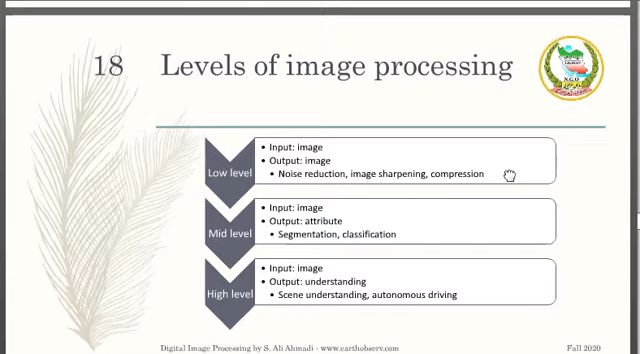 18 Levels of image processing
N.G.O
Low level
• Input: image
• Output: image
• Noise reduction, image sharpening, compression
Mid level
• Input: image
• Output: attribute
• Segmentation, classification
High level
• Input: image
• Output: understanding
• Scene understanding, autonomous driving
Digital Image Processing by S. Ali Ahmadi - www.earthobserv.com Fall 2020